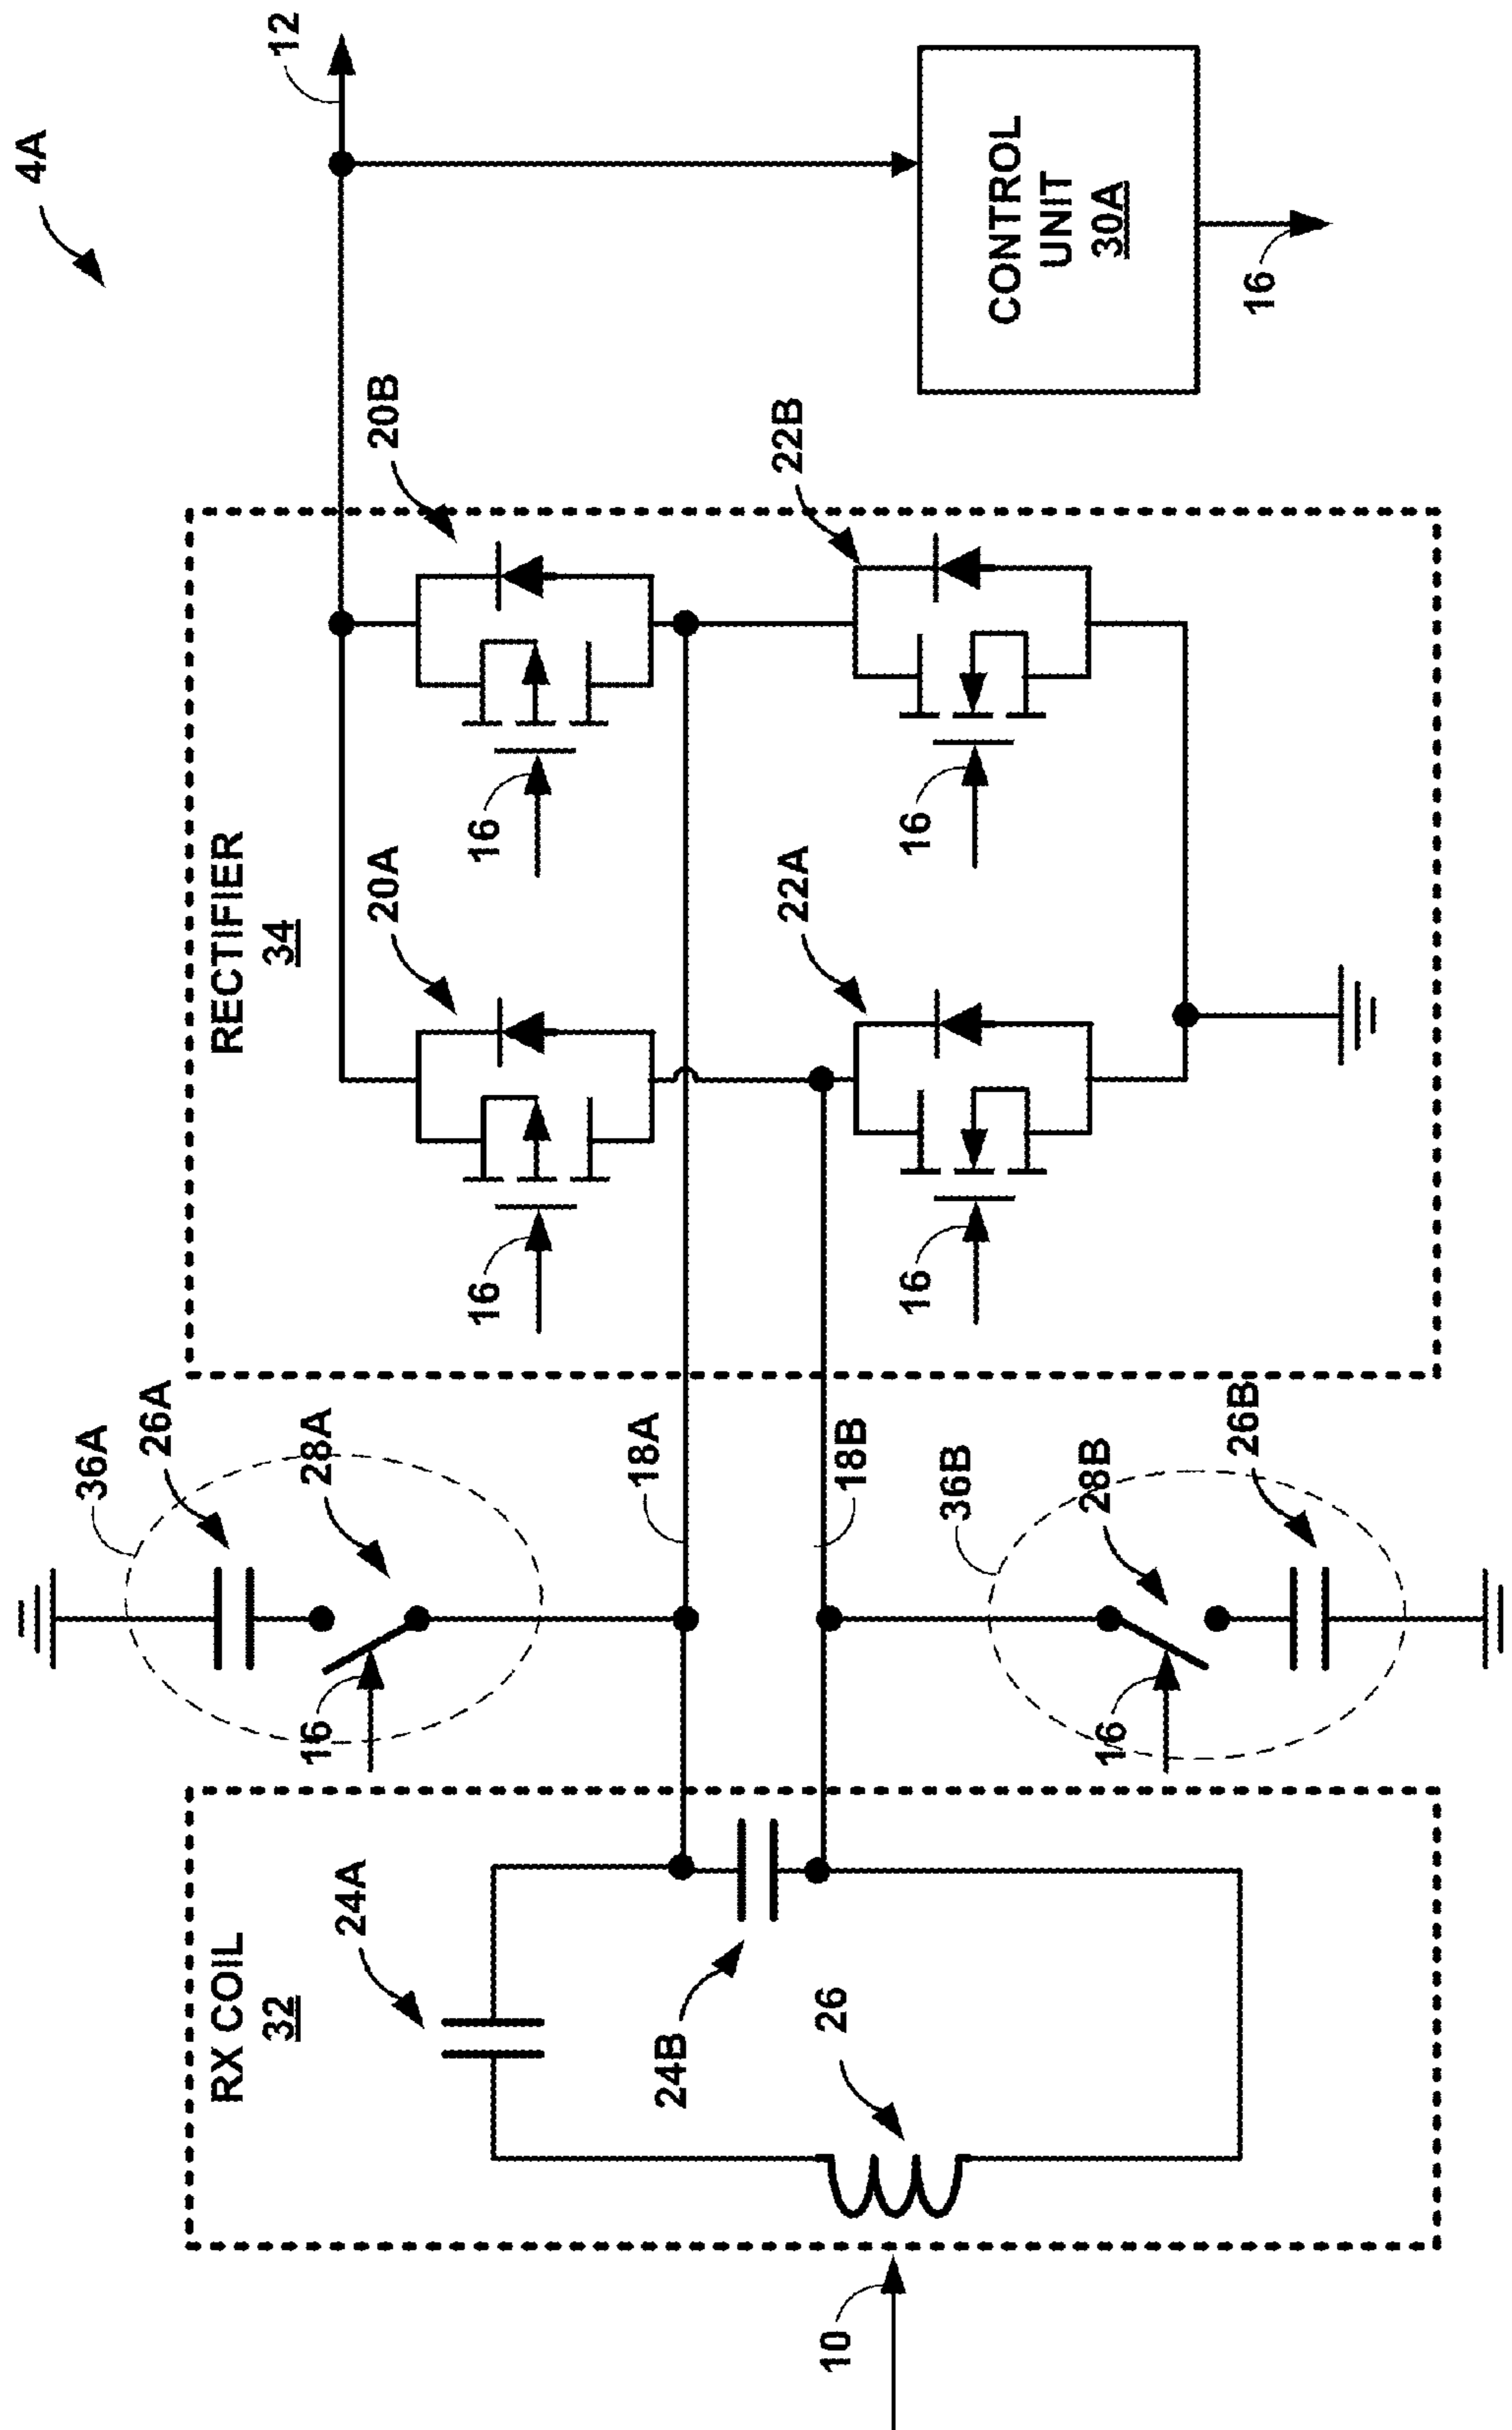 4A
12
RX COIL
32
RECTIFIER
34
36A
26A
28A
16
24A
24B
26
10
18A
18B
36B
28B
16
26B
20A
16
20B
16
22A
16
22B
16
CONTROL
UNIT
30A
16